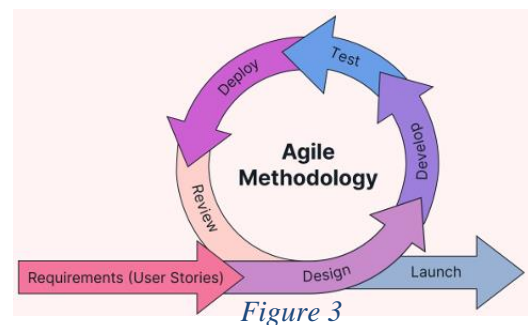 Test
Deploy
Agile
Methodology
Develop
Review
Requirements (User Stories)
Design
Launch
Figure 3